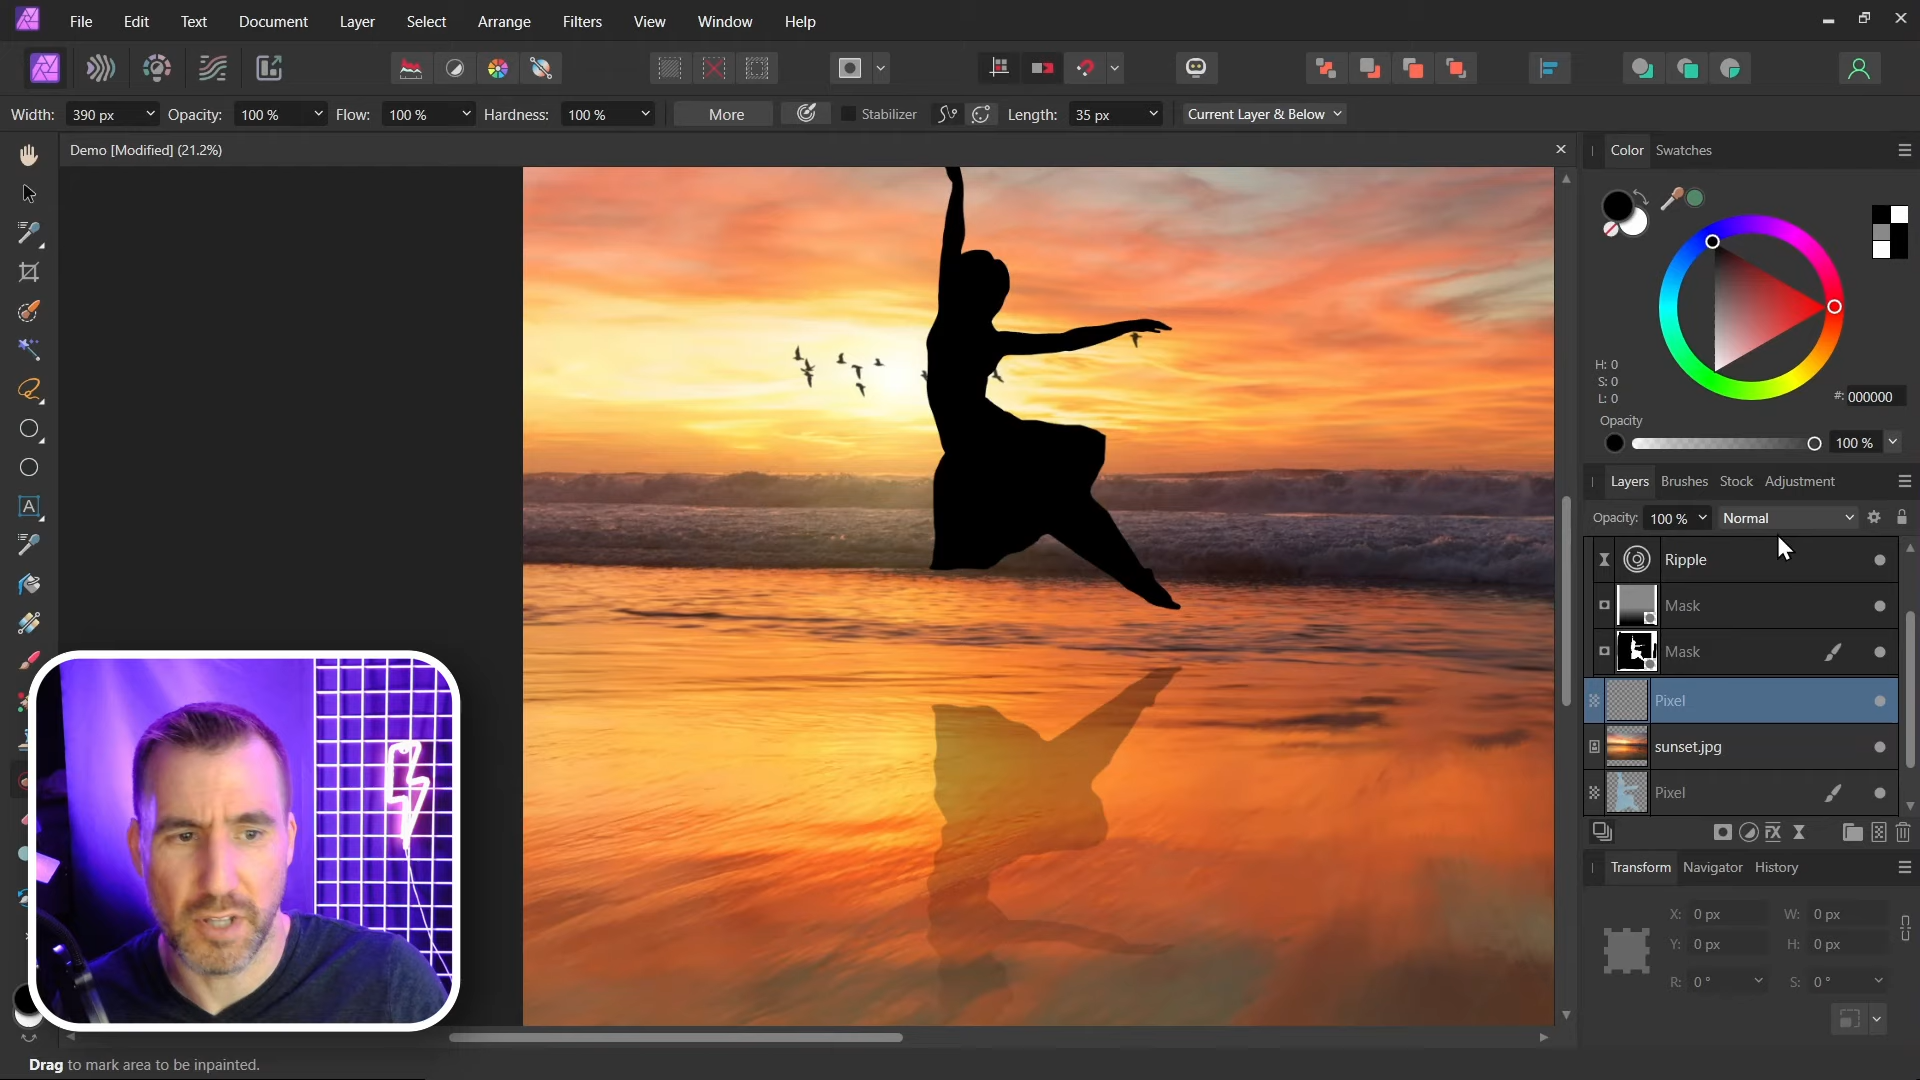 File Edit Text Document Layer Select Arrange Filters View Window Help
Width: 390 px Opacity: 100 % Flow: 100 % Hardness: 100 % More Stabilizer Length: 35 px Current Layer & Below
Demo [Modified] (21.2%)
Color Swatches
H: 0
S: 0
L: 0
#: 000000
Opacity
100 %
Layers Brushes Stock Adjustment
Opacity: 100 % Normal
Ripple
Mask
Mask
Pixel
sunset.jpg
Pixel
Transform Navigator History
X: 0 px W: 0 px
Y: 0 px H: 0 px
R: 0 ° S: 0 °
Drag to mark area to be inpainted.